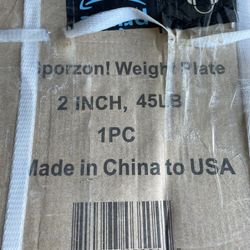 Sporzon! Weight Plate
2 INCH, 45LB
1PC
Made in China to USA